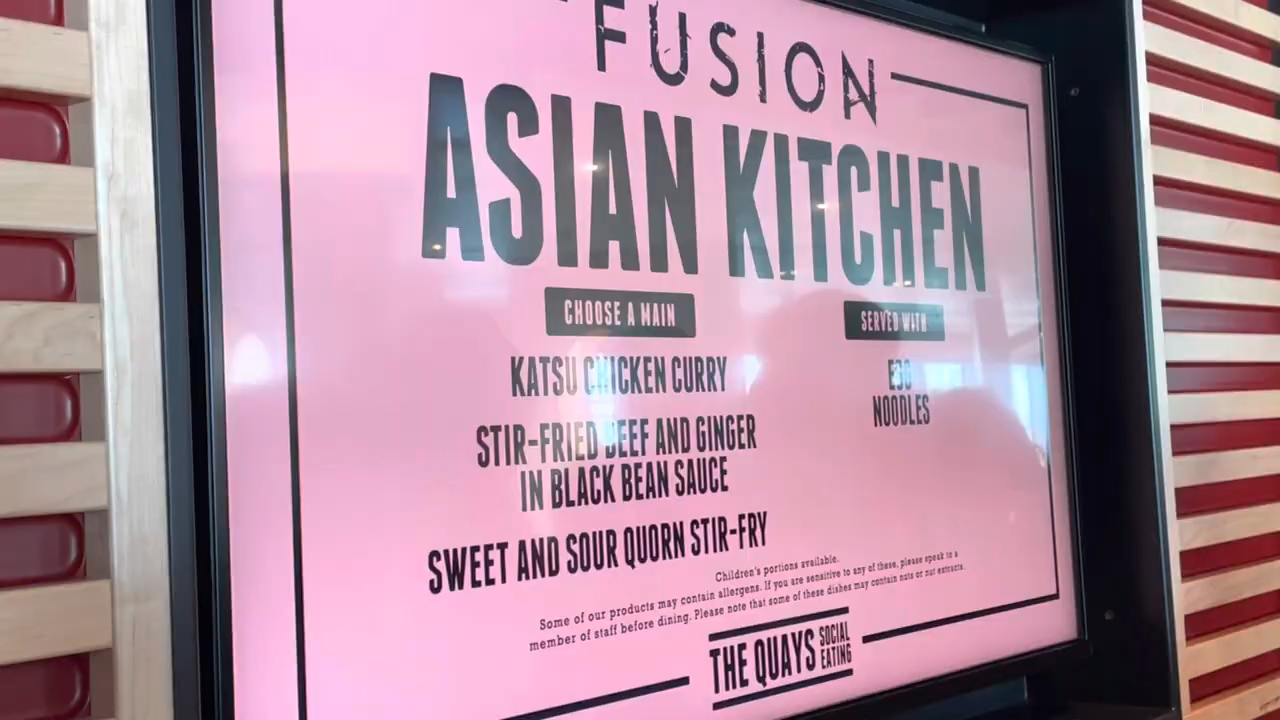 FUSION
ASIAN KITCHEN
CHOOSE A MAIN
KATSU CHICKEN CURRY
STIR-FRIED BEEF AND GINGER
IN BLACK BEAN SAUCE
SWEET AND SOUR QUORN STIR-FRY
SERVED WITH
EGG
NOODLES
Children's portions available.
Some of our products may contain allergens. If you are sensitive to any of these, please speak to a
member of staff before dining. Please note that some of these dishes may contain nuts or nut extracts.
THE QUAYS SOCIAL
EATING